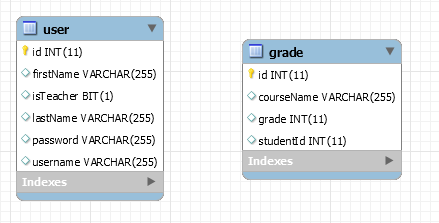 user
id INT(11)
firstName VARCHAR(255)
isTeacher BIT(1)
lastName VARCHAR(255)
password VARCHAR(255)
username VARCHAR(255)
Indexes
grade
id INT(11)
courseName VARCHAR(255)
grade INT(11)
studentId INT(11)
Indexes